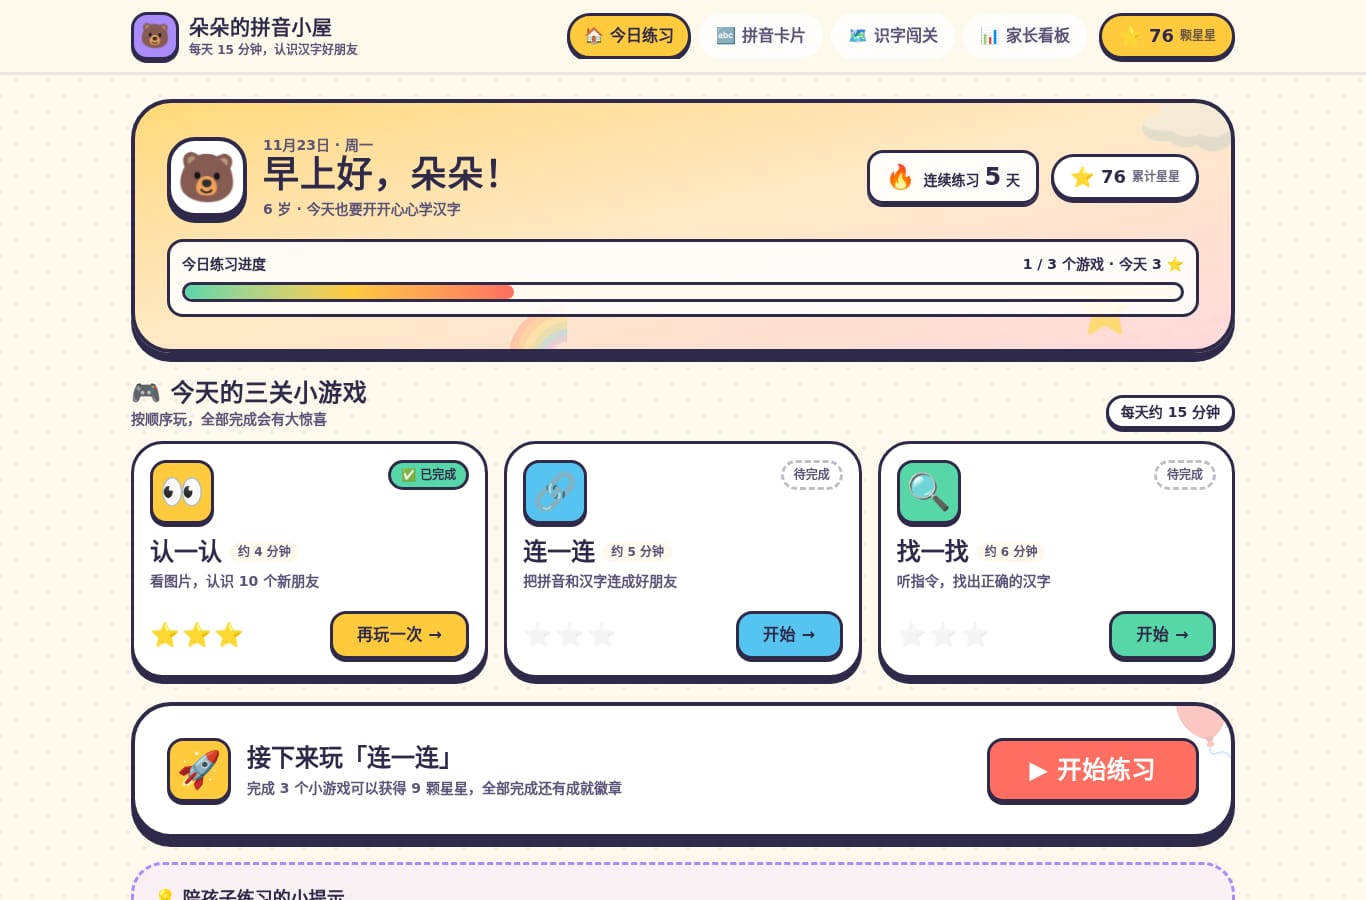 朵朵的拼音小屋
每天 15 分钟，认识汉字好朋友
今日练习
abc 拼音卡片
识字闯关
家长看板
76 颗星星
11月23日 · 周一
早上好，朵朵！
6 岁 · 今天也要开开心心学汉字
连续练习 5 天
76 累计星星
今日练习进度
1 / 3 个游戏 · 今天 3 ⭐
今天的三关小游戏
按顺序玩，全部完成会有大惊喜
每天约 15 分钟
✅ 已完成
认一认 约 4 分钟
看图片，认识 10 个新朋友
再玩一次 →
待完成
连一连 约 5 分钟
把拼音和汉字连成好朋友
开始 →
待完成
找一找 约 6 分钟
听指令，找出正确的汉字
开始 →
接下来玩「连一连」
完成 3 个小游戏可以获得 9 颗星星，全部完成还有成就徽章
▶ 开始练习
陪孩子练习的小提示